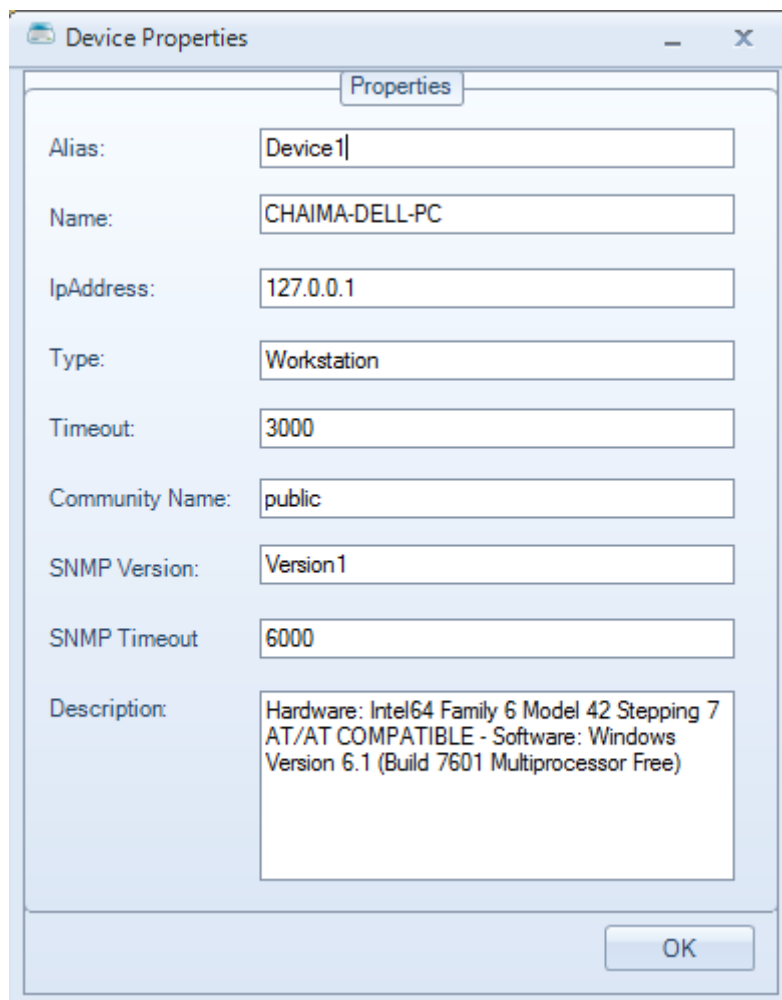 Device Properties
Properties
Alias: Device1
Name: CHAIMA-DELL-PC
IpAddress: 127.0.0.1
Type: Workstation
Timeout: 3000
Community Name: public
SNMP Version: Version1
SNMP Timeout 6000
Description: Hardware: Intel64 Family 6 Model 42 Stepping 7
AT/AT COMPATIBLE - Software: Windows
Version 6.1 (Build 7601 Multiprocessor Free)
OK